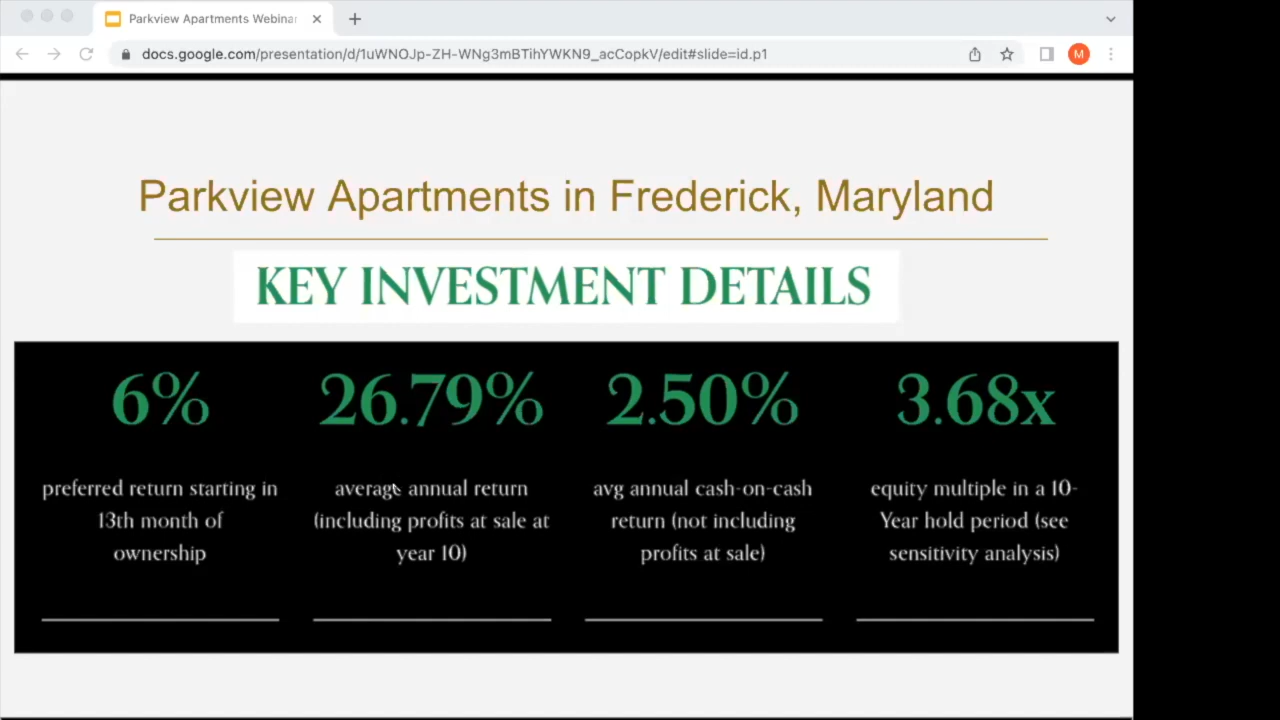 Parkview Apartments Webinar
docs.google.com/presentation/d/1uWNOJp-ZH-WNg3mBTihYWKN9_acCopkV/edit#slide=id.p1
M
Parkview Apartments in Frederick, Maryland
KEY INVESTMENT DETAILS
6%
preferred return starting in
13th month of
ownership
26.79%
average annual return
(including profits at sale at
year 10)
2.50%
avg annual cash-on-cash
return (not including
profits at sale)
3.68x
equity multiple in a 10-
Year hold period (see
sensitivity analysis)